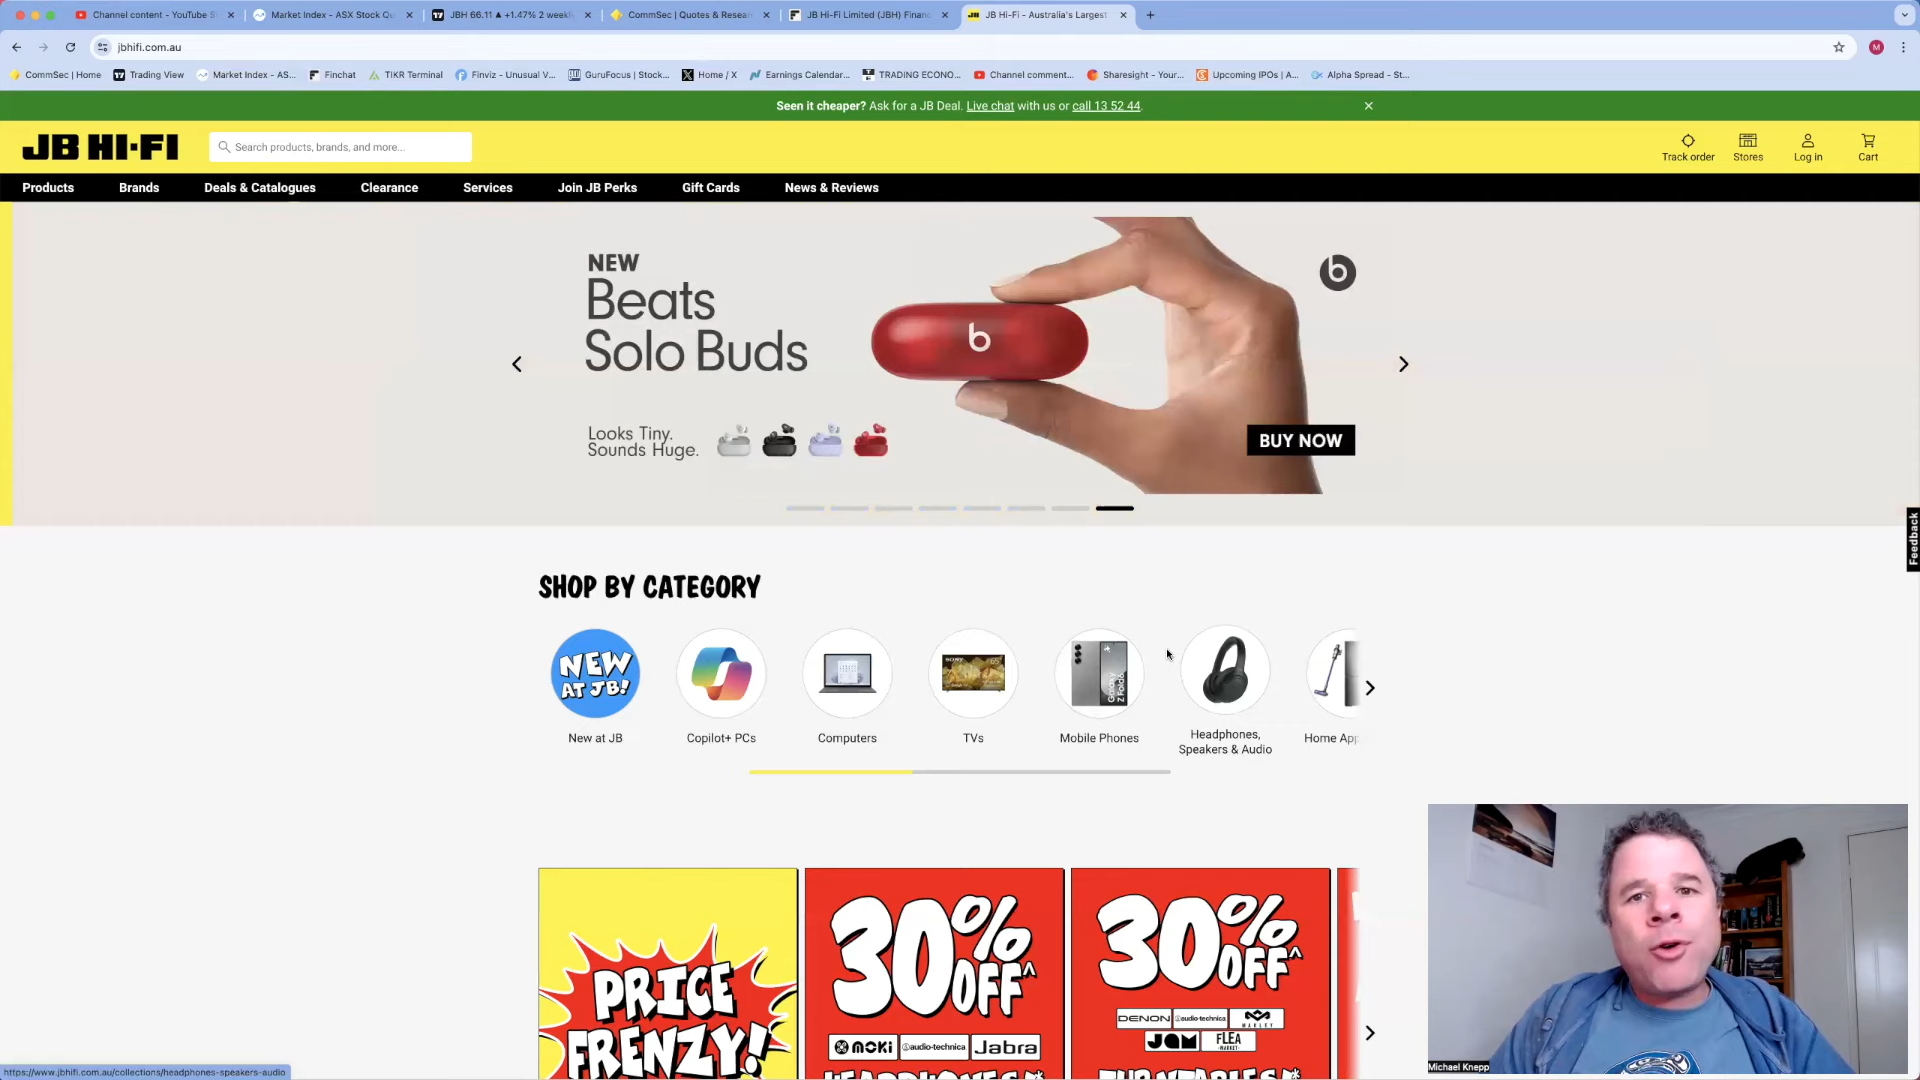 Channel content - YouTube S
Market Index - ASX Stock Qu
JBH 66.11 ▲ +1.47% 2 weekl
CommSec | Quotes & Resear
JB Hi-Fi Limited (JBH) Financ
JB Hi-Fi - Australia's Largest
jbhifi.com.au
M
CommSec | Home
Trading View
Market Index - AS...
Finchat
TIKR Terminal
Finviz - Unusual V...
GuruFocus | Stock...
Home / X
Earnings Calendar...
TRADING ECONO...
Channel comment...
Sharesight - Your...
Upcoming IPOs | A...
Alpha Spread - St...
Seen it cheaper? Ask for a JB Deal. Live chat with us or call 13 52 44.
JB HI-FI
Search products, brands, and more...
Track order
Stores
Log in
Cart
Products
Brands
Deals & Catalogues
Clearance
Services
Join JB Perks
Gift Cards
News & Reviews
NEW
Beats
Solo Buds
Looks Tiny.
Sounds Huge.
b
b
BUY NOW
Feedback
SHOP BY CATEGORY
NEW
AT JB!
SONY
65"
Galaxy
Z Fold6
New at JB
Copilot+ PCs
Computers
TVs
Mobile Phones
Headphones,
Speakers & Audio
Home App
PRICE
FRENZY!
30%
OFF^
MOKI
audio-technica
Jabra
HEADPHONES*
30%
OFF^
DENON
audio-technica
MARLEY
JAM
FLEA
MARKET
TURNTABLES*
Michael Knepp
https://www.jbhifi.com.au/collections/headphones-speakers-audio